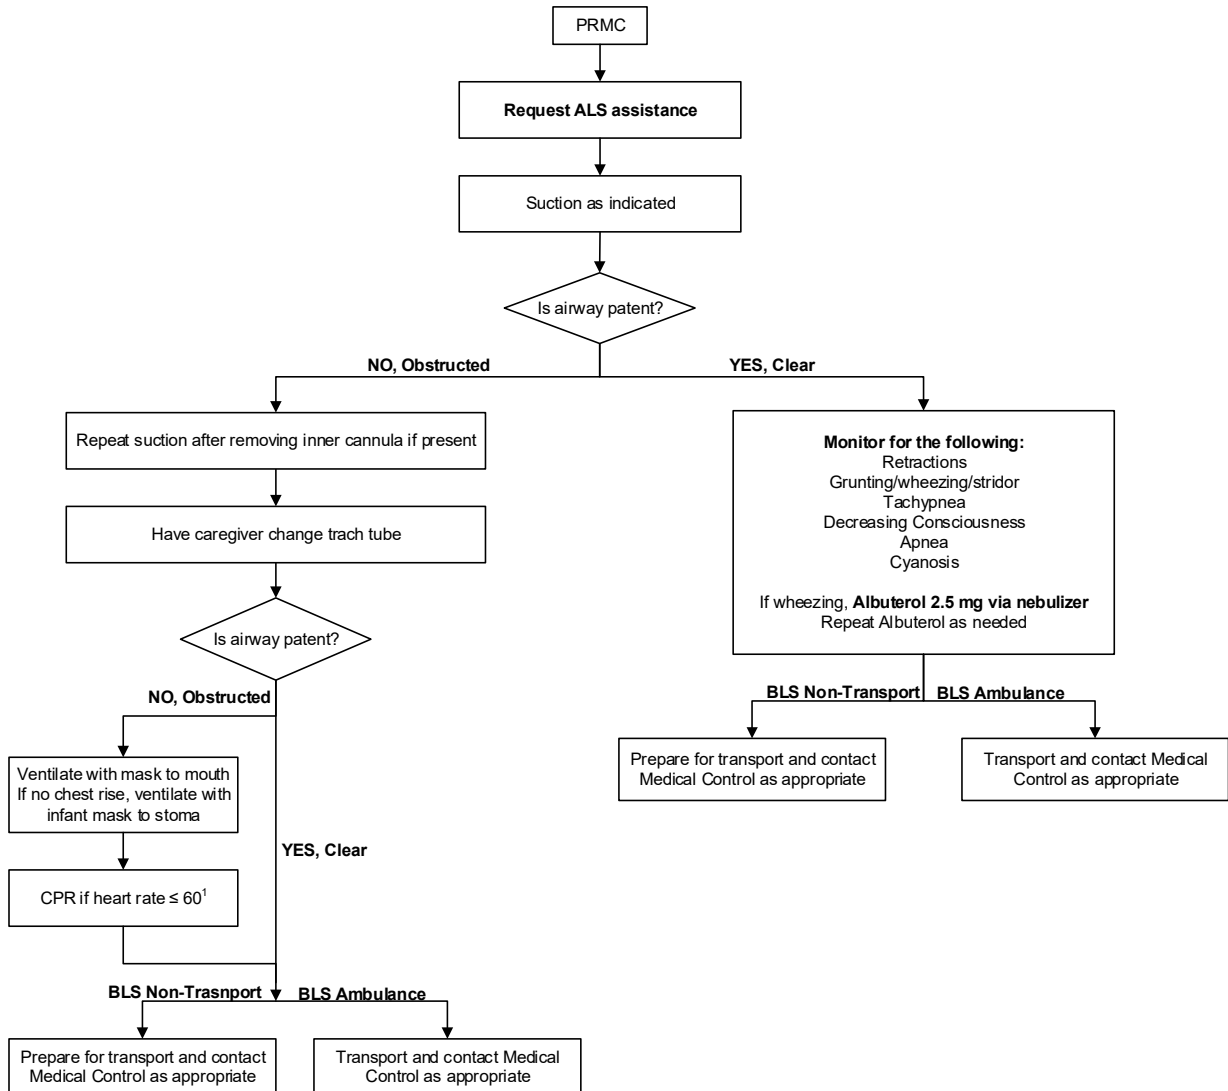 PRMC
Request ALS assistance
Suction as indicated
Is airway patent?
NO, Obstructed
YES, Clear
Repeat suction after removing inner cannula if present
Have caregiver change trach tube
Is airway patent?
Monitor for the following:
Retractions
Grunting/wheezing/stridor
Tachypnea
Decreasing Consciousness
Apnea
Cyanosis
If wheezing, Albuterol 2.5 mg via nebulizer
Repeat Albuterol as needed
BLS Non-Transport
BLS Ambulance
Prepare for transport and contact
Medical Control as appropriate
Transport and contact Medical
Control as appropriate
NO, Obstructed
Ventilate with mask to mouth
If no chest rise, ventilate with
infant mask to stoma
YES, Clear
CPR if heart rate ≤ 60¹
BLS Non-Trasnport
BLS Ambulance
Prepare for transport and contact
Medical Control as appropriate
Transport and contact Medical
Control as appropriate